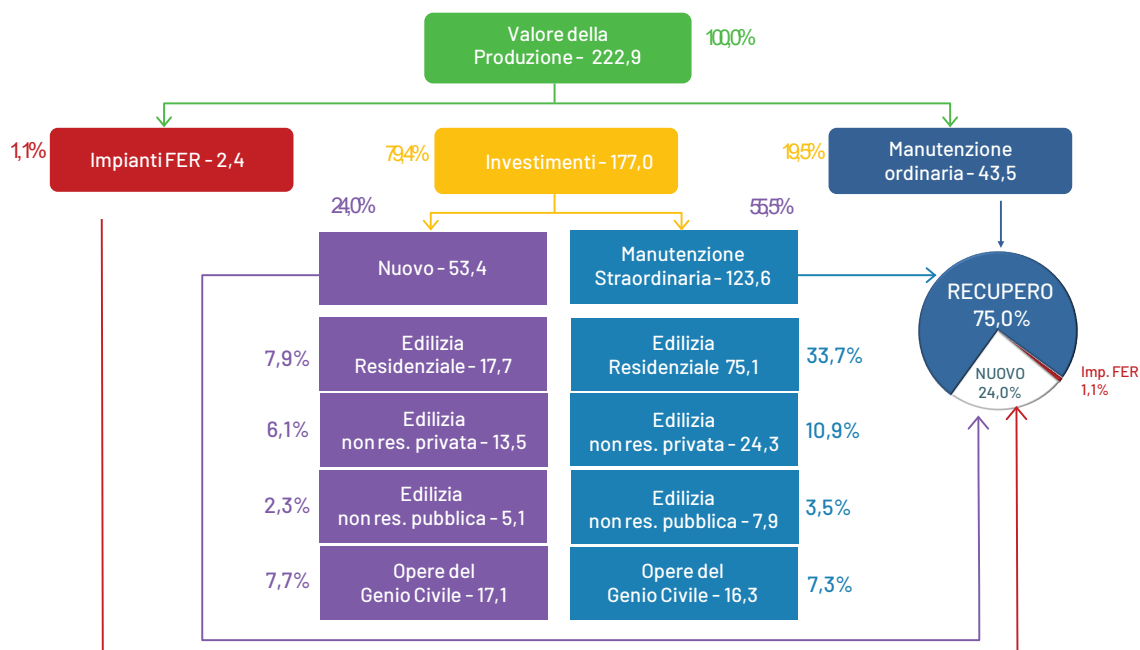 Valore della
Produzione - 222,9
100,0%
1,1%
Impianti FER - 2,4
79,4%
Investimenti - 177,0
19,5%
Manutenzione
ordinaria - 43,5
24,0%
55,5%
Nuovo - 53,4
Manutenzione
Straordinaria - 123,6
RECUPERO
75,0%
NUOVO
24,0%
Imp. FER
1,1%
7,9%
Edilizia
Residenziale - 17,7
Edilizia
Residenziale 75,1
33,7%
6,1%
Edilizia
non res. privata - 13,5
Edilizia
non res. privata - 24,3
10,9%
2,3%
Edilizia
non res. pubblica - 5,1
Edilizia
non res. pubblica - 7,9
3,5%
7,7%
Opere del
Genio Civile - 17,1
Opere del
Genio Civile - 16,3
7,3%